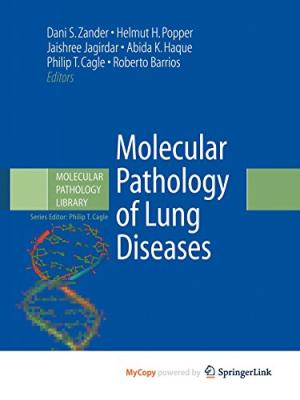 Dani S. Zander • Helmut H. Popper
Jaishree Jagirdar • Abida K. Haque
Philip T. Cagle • Roberto Barrios
Editors
MOLECULAR
PATHOLOGY
LIBRARY
Series Editor: Philip T. Cagle
Molecular
Pathology
of Lung
Diseases
MyCopy powered by SpringerLink